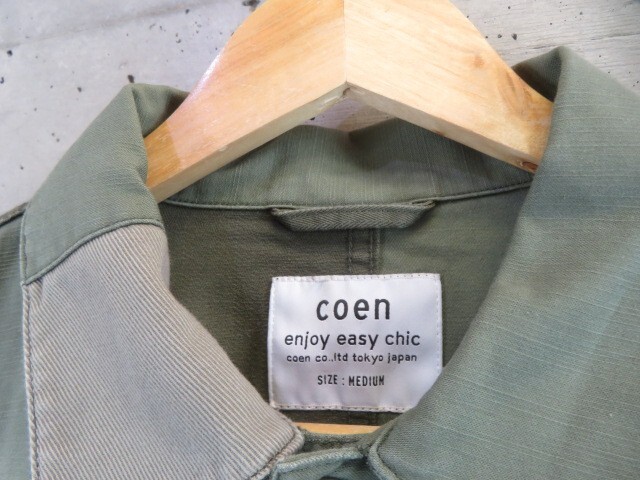 coen
enjoy easy chic
coen co.,ltd tokyo japan
SIZE : MEDIUM